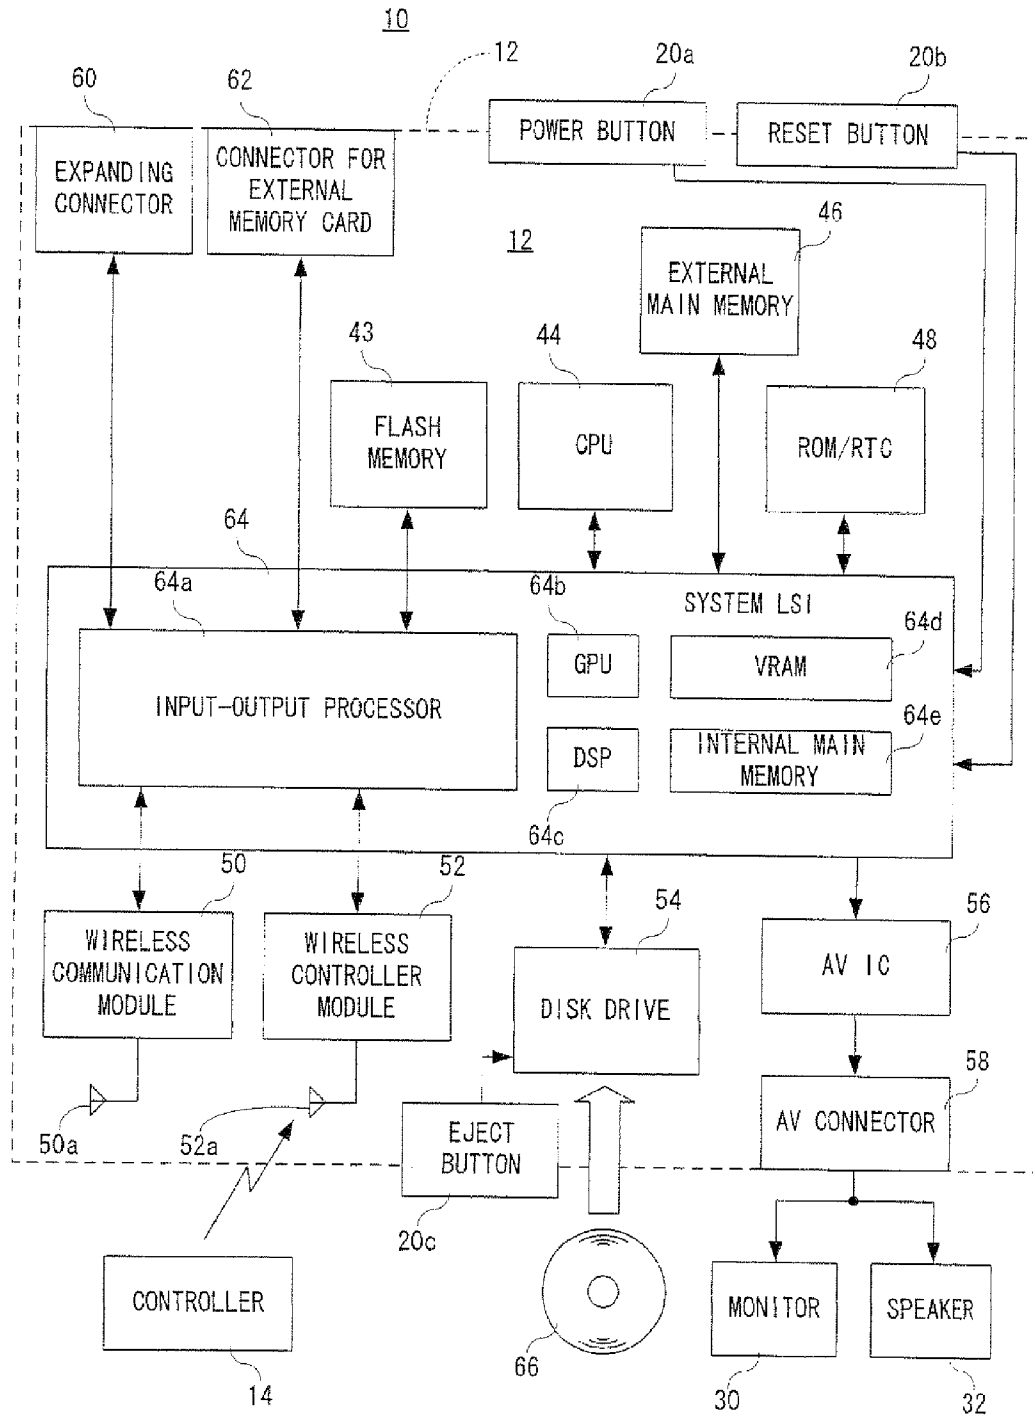 10
12
20a
20b
60
62
POWER BUTTON
RESET BUTTON
EXPANDING
CONNECTOR
CONNECTOR FOR
EXTERNAL
MEMORY CARD
12
46
EXTERNAL
MAIN MEMORY
43
44
48
FLASH
MEMORY
CPU
ROM/RTC
64
64a
64b
SYSTEM LSI
64d
GPU
VRAM
INPUT-OUTPUT PROCESSOR
64e
DSP
INTERNAL MAIN
MEMORY
64c
50
52
54
56
WIRELESS
COMMUNICATION
MODULE
WIRELESS
CONTROLLER
MODULE
DISK DRIVE
AV IC
58
50a
52a
EJECT
BUTTON
AV CONNECTOR
20c
CONTROLLER
MONITOR
SPEAKER
66
14
30
32